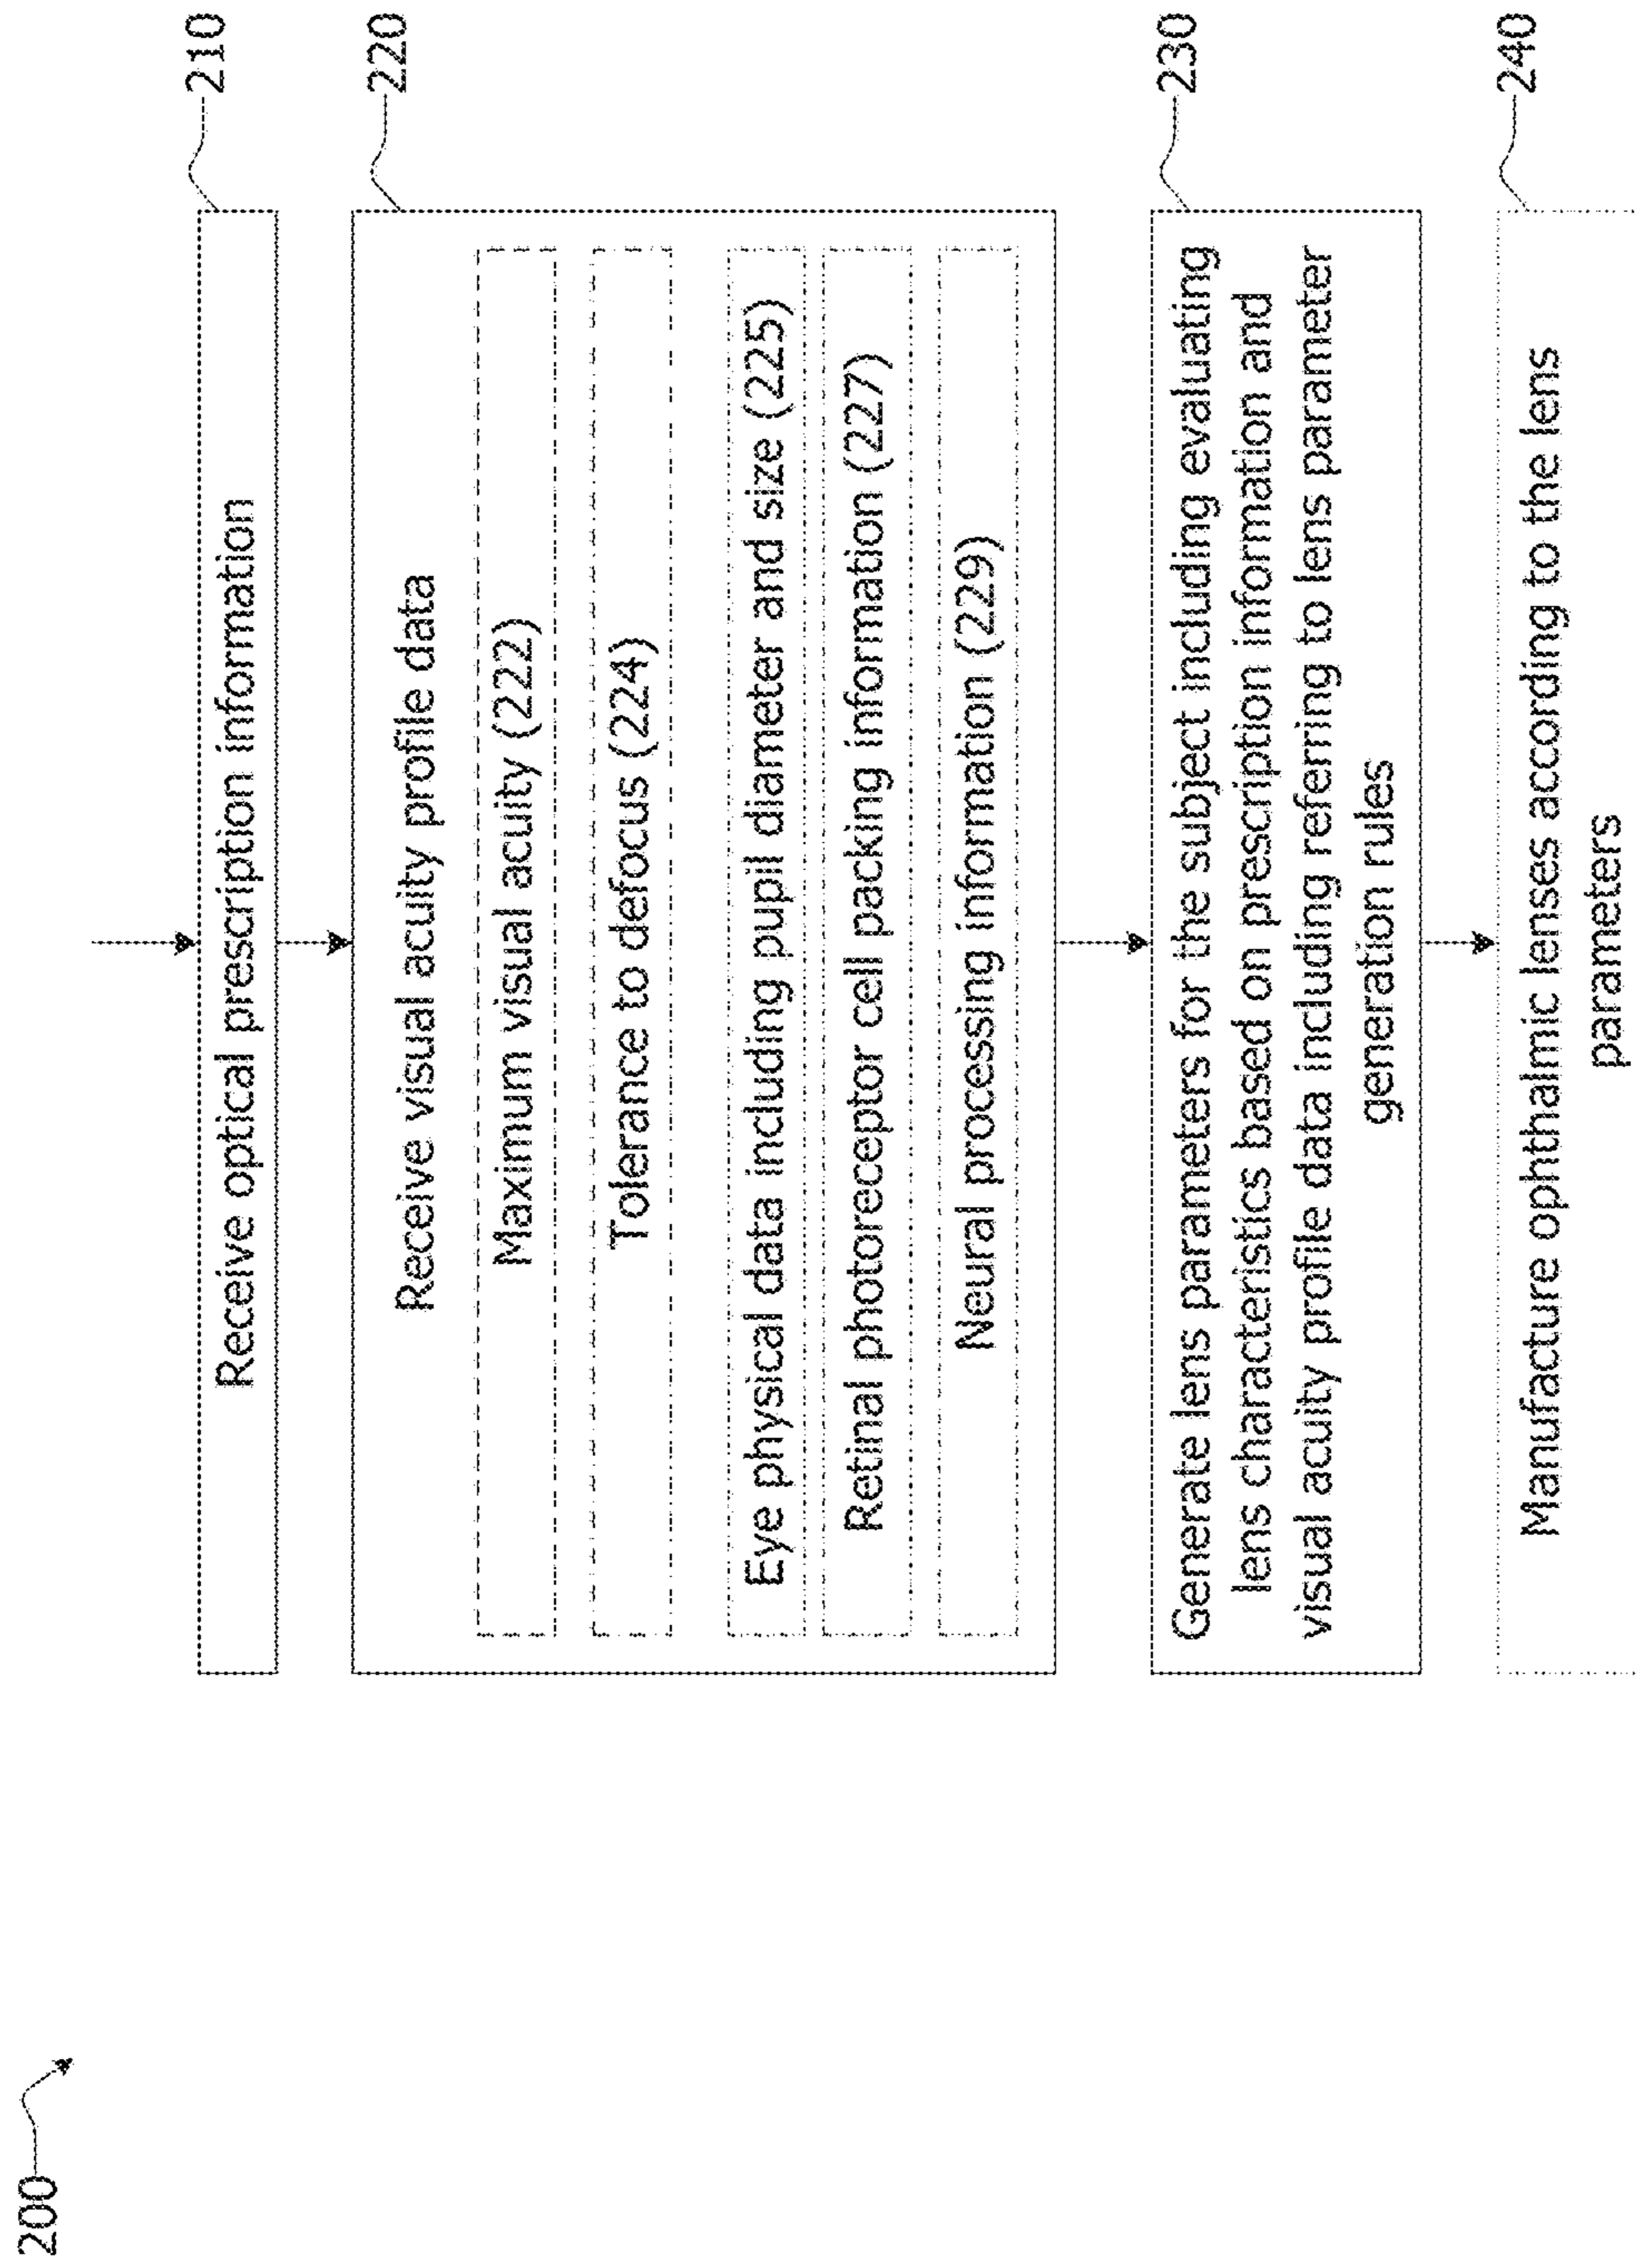 200
210
Receive optical prescription information
220
Receive visual acuity profile data
Maximum visual acuity (222)
Tolerance to defocus (224)
Eye physical data including pupil diameter and size (225)
Retinal photoreceptor cell packing information (227)
Neural processing information (229)
230
Generate lens parameters for the subject including evaluating
lens characteristics based on prescription information and
visual acuity profile data including referring to lens parameter
generation rules
240
Manufacture ophthalmic lenses according to the lens
parameters